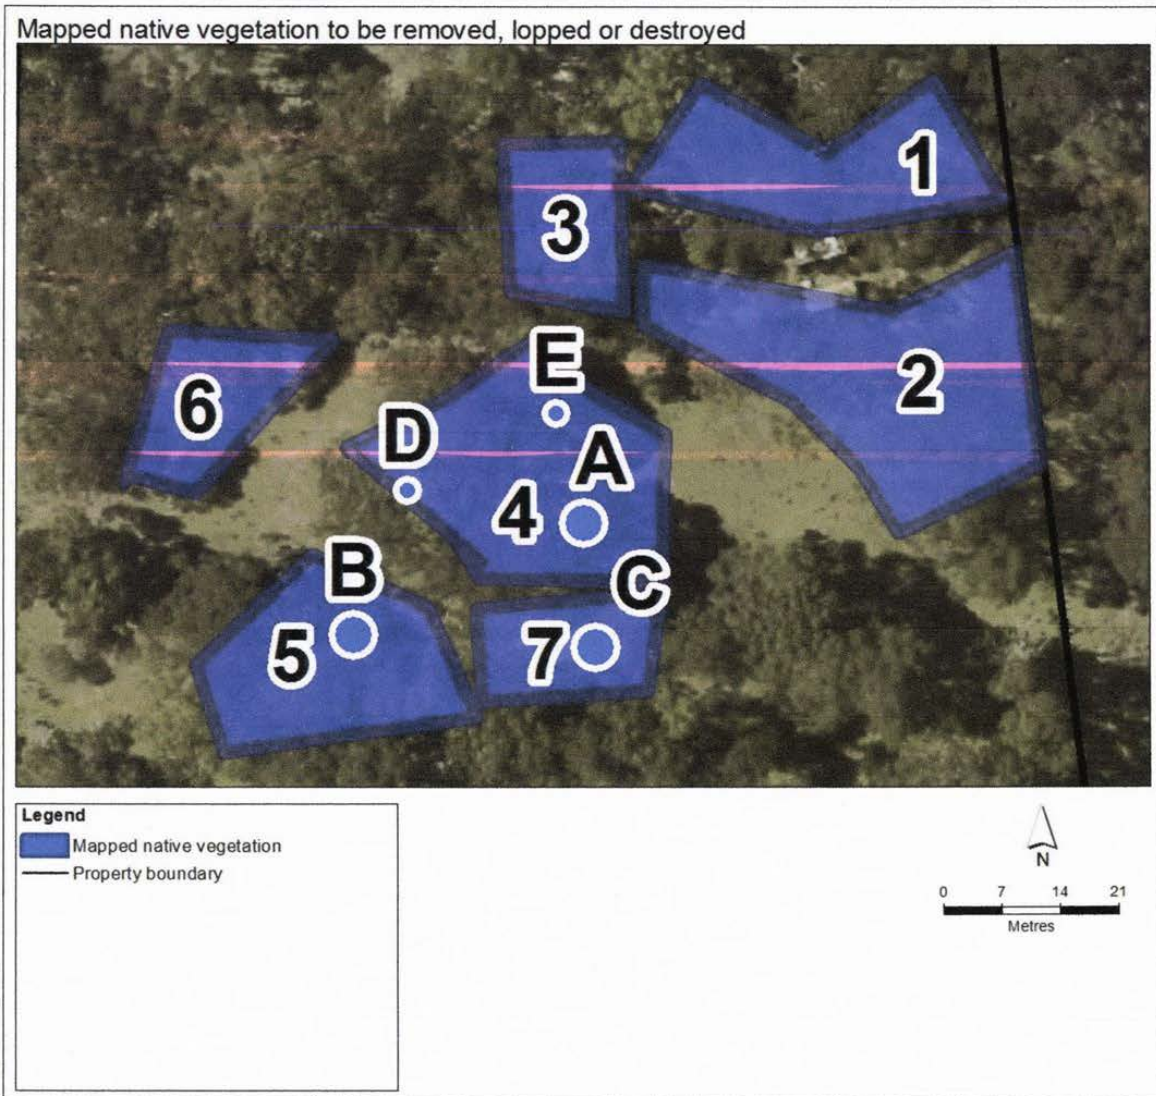 Mapped native vegetation to be removed, lopped or destroyed
1
3
2
E
6
D
A
4
B
C
5
7
Legend
Mapped native vegetation
Property boundary
N
0 7 14 21
Metres